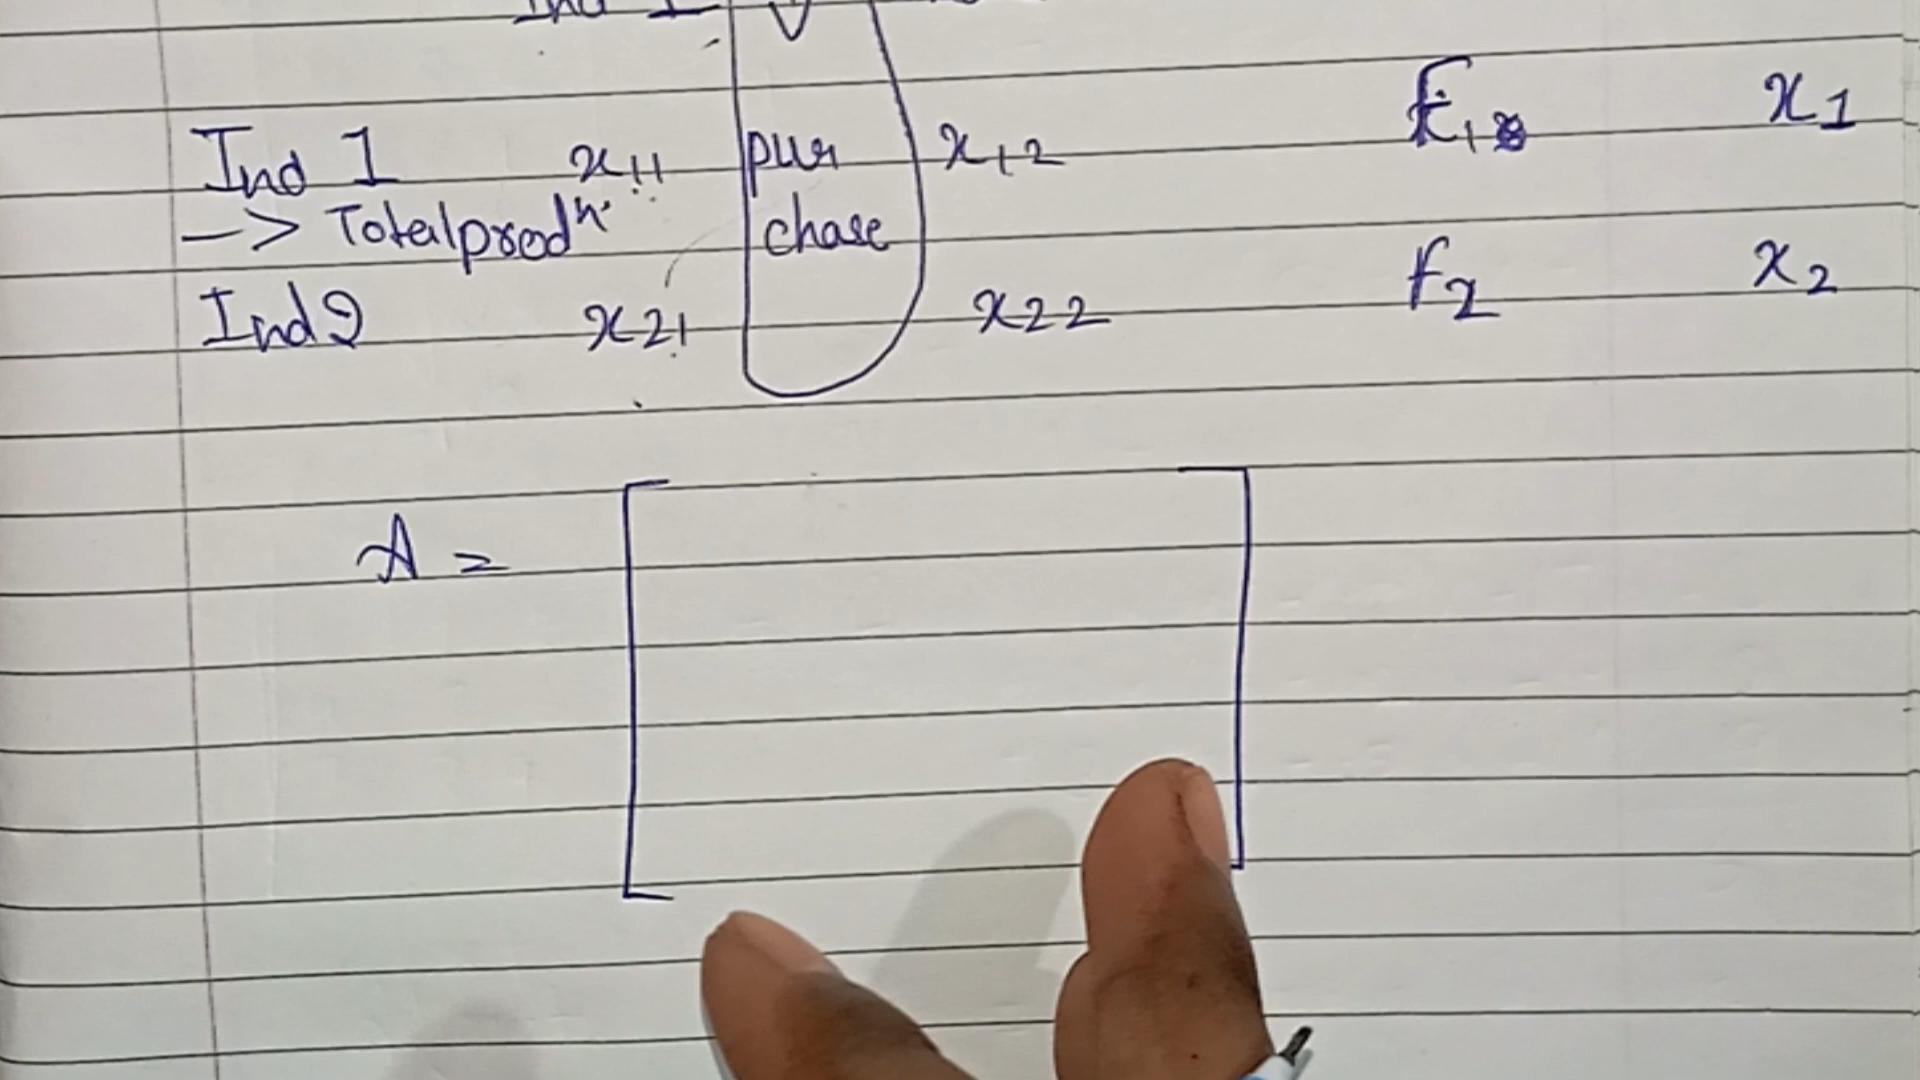 Ind 1 x11 pur x12 F1 x1
-> Totalprodn. chase
Ind 2 x21 x22 F2 x2
A =